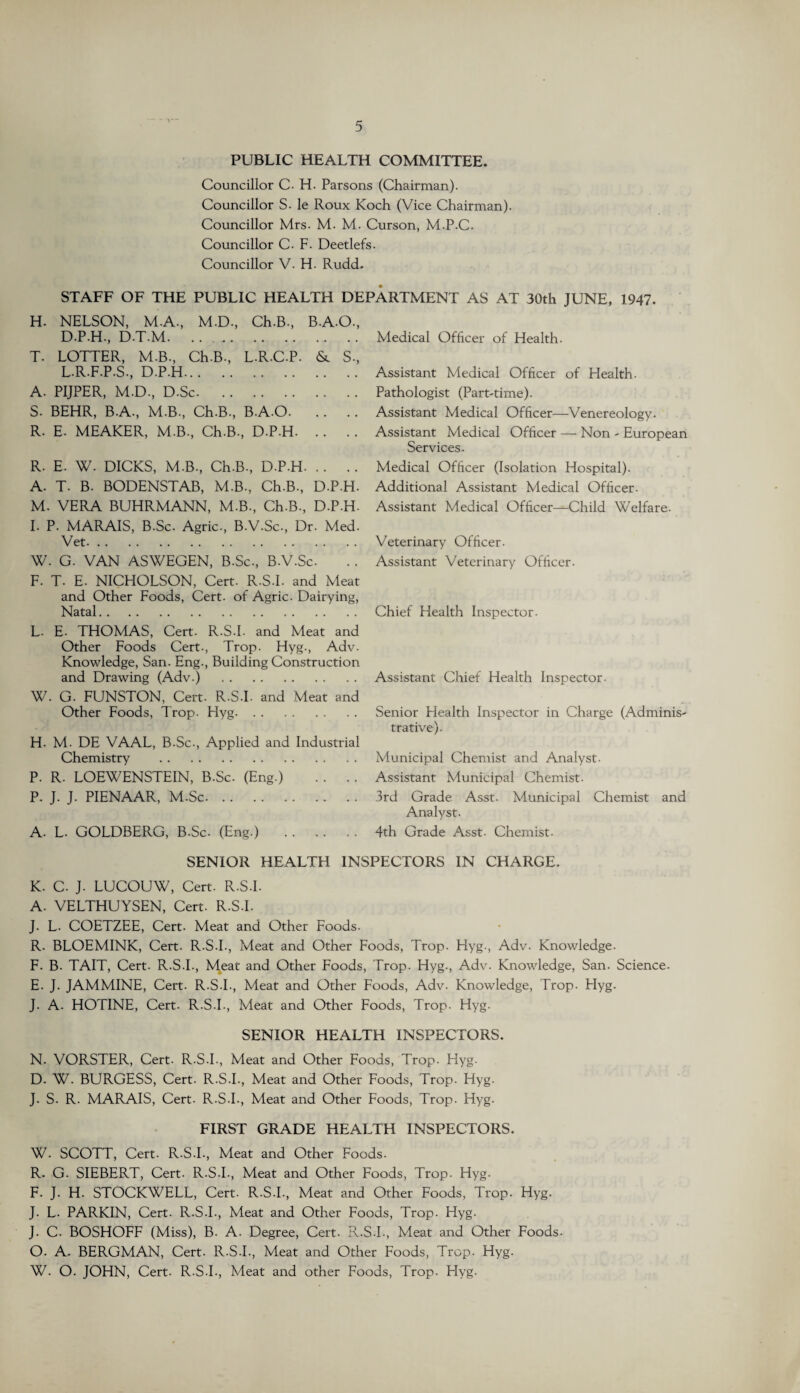 5
PUBLIC HEALTH COMMITTEE.
Councillor C. H. Parsons (Chairman).
Councillor S. le Roux Koch (Vice Chairman).
Councillor Mrs. M. M. Curson, M.P.C.
Councillor C. F. Deetlefs.
Councillor V. H. Rudd.
STAFF OF THE PUBLIC HEALTH DEPARTMENT AS AT 30th JUNE, 1947.
H. NELSON, M.A., M.D., Ch.B., B.A.O.,
D.P.H., D.T.M. .. .. .. .. .. .. .. .. Medical Officer of Health.
T. LOTTER, M.B., Ch.B., L.R.C.P. & S.,
L.R.F.P.S., D.P.H. .. .. .. .. .. .. .. Assistant Medical Officer of Health.
A. PIJPER, M.D., D.Sc. .. .. .. .. .. .. .. Pathologist (Part-time).
S. BEHR, B.A., M.B., Ch.B., B.A.O. .. .. .. Assistant Medical Officer—Venereology.
R. E. MEAKER, M.B., Ch.B., D.P.H. .. .. .. Assistant Medical Officer — Non - European
Services.
R. E. W. DICKS, M.B., Ch.B., D.P.H. .. .. .. Medical Officer (Isolation Hospital).
A. T. B. BODENSTAB, M.B., Ch.B., D.P.H. Additional Assistant Medical Officer.
M. VERA BUHRMANN, M.B., Ch.B., D.P.H. Assistant Medical Officer—Child Welfare.
I. P. MARAIS, B.Sc. Agric., B.V.Sc., Dr. Med.
Vet. .. .. .. .. .. .. .. .. .. .. .. Veterinary Officer.
W. G. VAN ASWEGEN, B.Sc., B.V.Sc. .. Assistant Veterinary Officer.
F. T. E. NICHOLSON, Cert. R.S.I. and Meat
and Other Foods, Cert. of Agric. Dairying,
Natal. .. .. .. .. .. .. .. .. .. .. Chief Health Inspector.
L. E. THOMAS, Cert. R.S.I. and Meat and
Other Foods Cert., Trop. Hyg., Adv.
Knowledge, San. Eng., Building Construction
and Drawing (Adv.) .. .. .. .. .. .. Assistant Chief Health Inspector.
W. G. FUNSTON, Cert. R.S.I. and Meat and
Other Foods, Trop. Hyg. .. .. .. .. .. Senior Health Inspector in Charge (Adminis-
trative).
H. M. DE VAAL, B.Sc., Applied and Industrial
Chemistry .. .. .. .. .. .. .. .. Municipal Chemist and Analyst.
P. R. LOEWENSTEIN, B.Sc. (Eng.) .. .. Assistant Municipal Chemist.
P. J. J. PIENAAR, M.Sc. .. .. .. .. .. .. 3rd Grade Asst. Municipal Chemist and
Analyst.
A. L. GOLDBERG, B.Sc. (Eng.) .. .. .. .. 4th Grade Asst. Chemist.
SENIOR HEALTH INSPECTORS IN CHARGE.
K. C. J. LUCOUW, Cert. R.S.I.
A. VELTHUYSEN, Cert. R.S.I.
J. L. COETZEE, Cert. Meat and Other Foods.
R. BLOEMINK, Cert. R.S.I., Meat and Other Foods, Trop. Hyg., Adv. Knowledge.
F. B. TAIT, Cert. R.S.I., Meat and Other Foods, Trop. Hyg., Adv. Knowledge, San. Science.
E. J. JAMMINE, Cert. R.S.I., Meat and Other Foods, Adv. Knowledge, Trop. Hyg.
J. A. HOTINE, Cert. R.S.I., Meat and Other Foods, Trop. Hyg.
SENIOR HEALTH INSPECTORS.
N. VORSTER, Cert. R.S.I., Meat and Other Foods, Trop. Hyg.
D. W. BURGESS, Cert. R.S.I., Meat and Other Foods, Trop. Hyg.
J. S. R. MARAIS, Cert. R.S.I., Meat and Other Foods, Trop. Hyg.
FIRST GRADE HEALTH INSPECTORS.
W. SCOTT, Cert. R.S.I., Meat and Other Foods.
R. G. SIEBERT, Cert. R.S.I., Meat and Other Foods, Trop. Hyg.
F. J. H. STOCKWELL, Cert. R.S.I., Meat and Other Foods, Trop. Hyg.
J. L. PARKIN, Cert. R.S.I., Meat and Other Foods, Trop. Hyg.
J. C. BOSHOFF (Miss), B. A. Degree, Cert. R.S.I., Meat and Other Foods.
O. A. BERGMAN, Cert. R.S.I., Meat and Other Foods, Trop. Hyg.
W. O. JOHN, Cert. R.S.I., Meat and other Foods, Trop. Hyg.